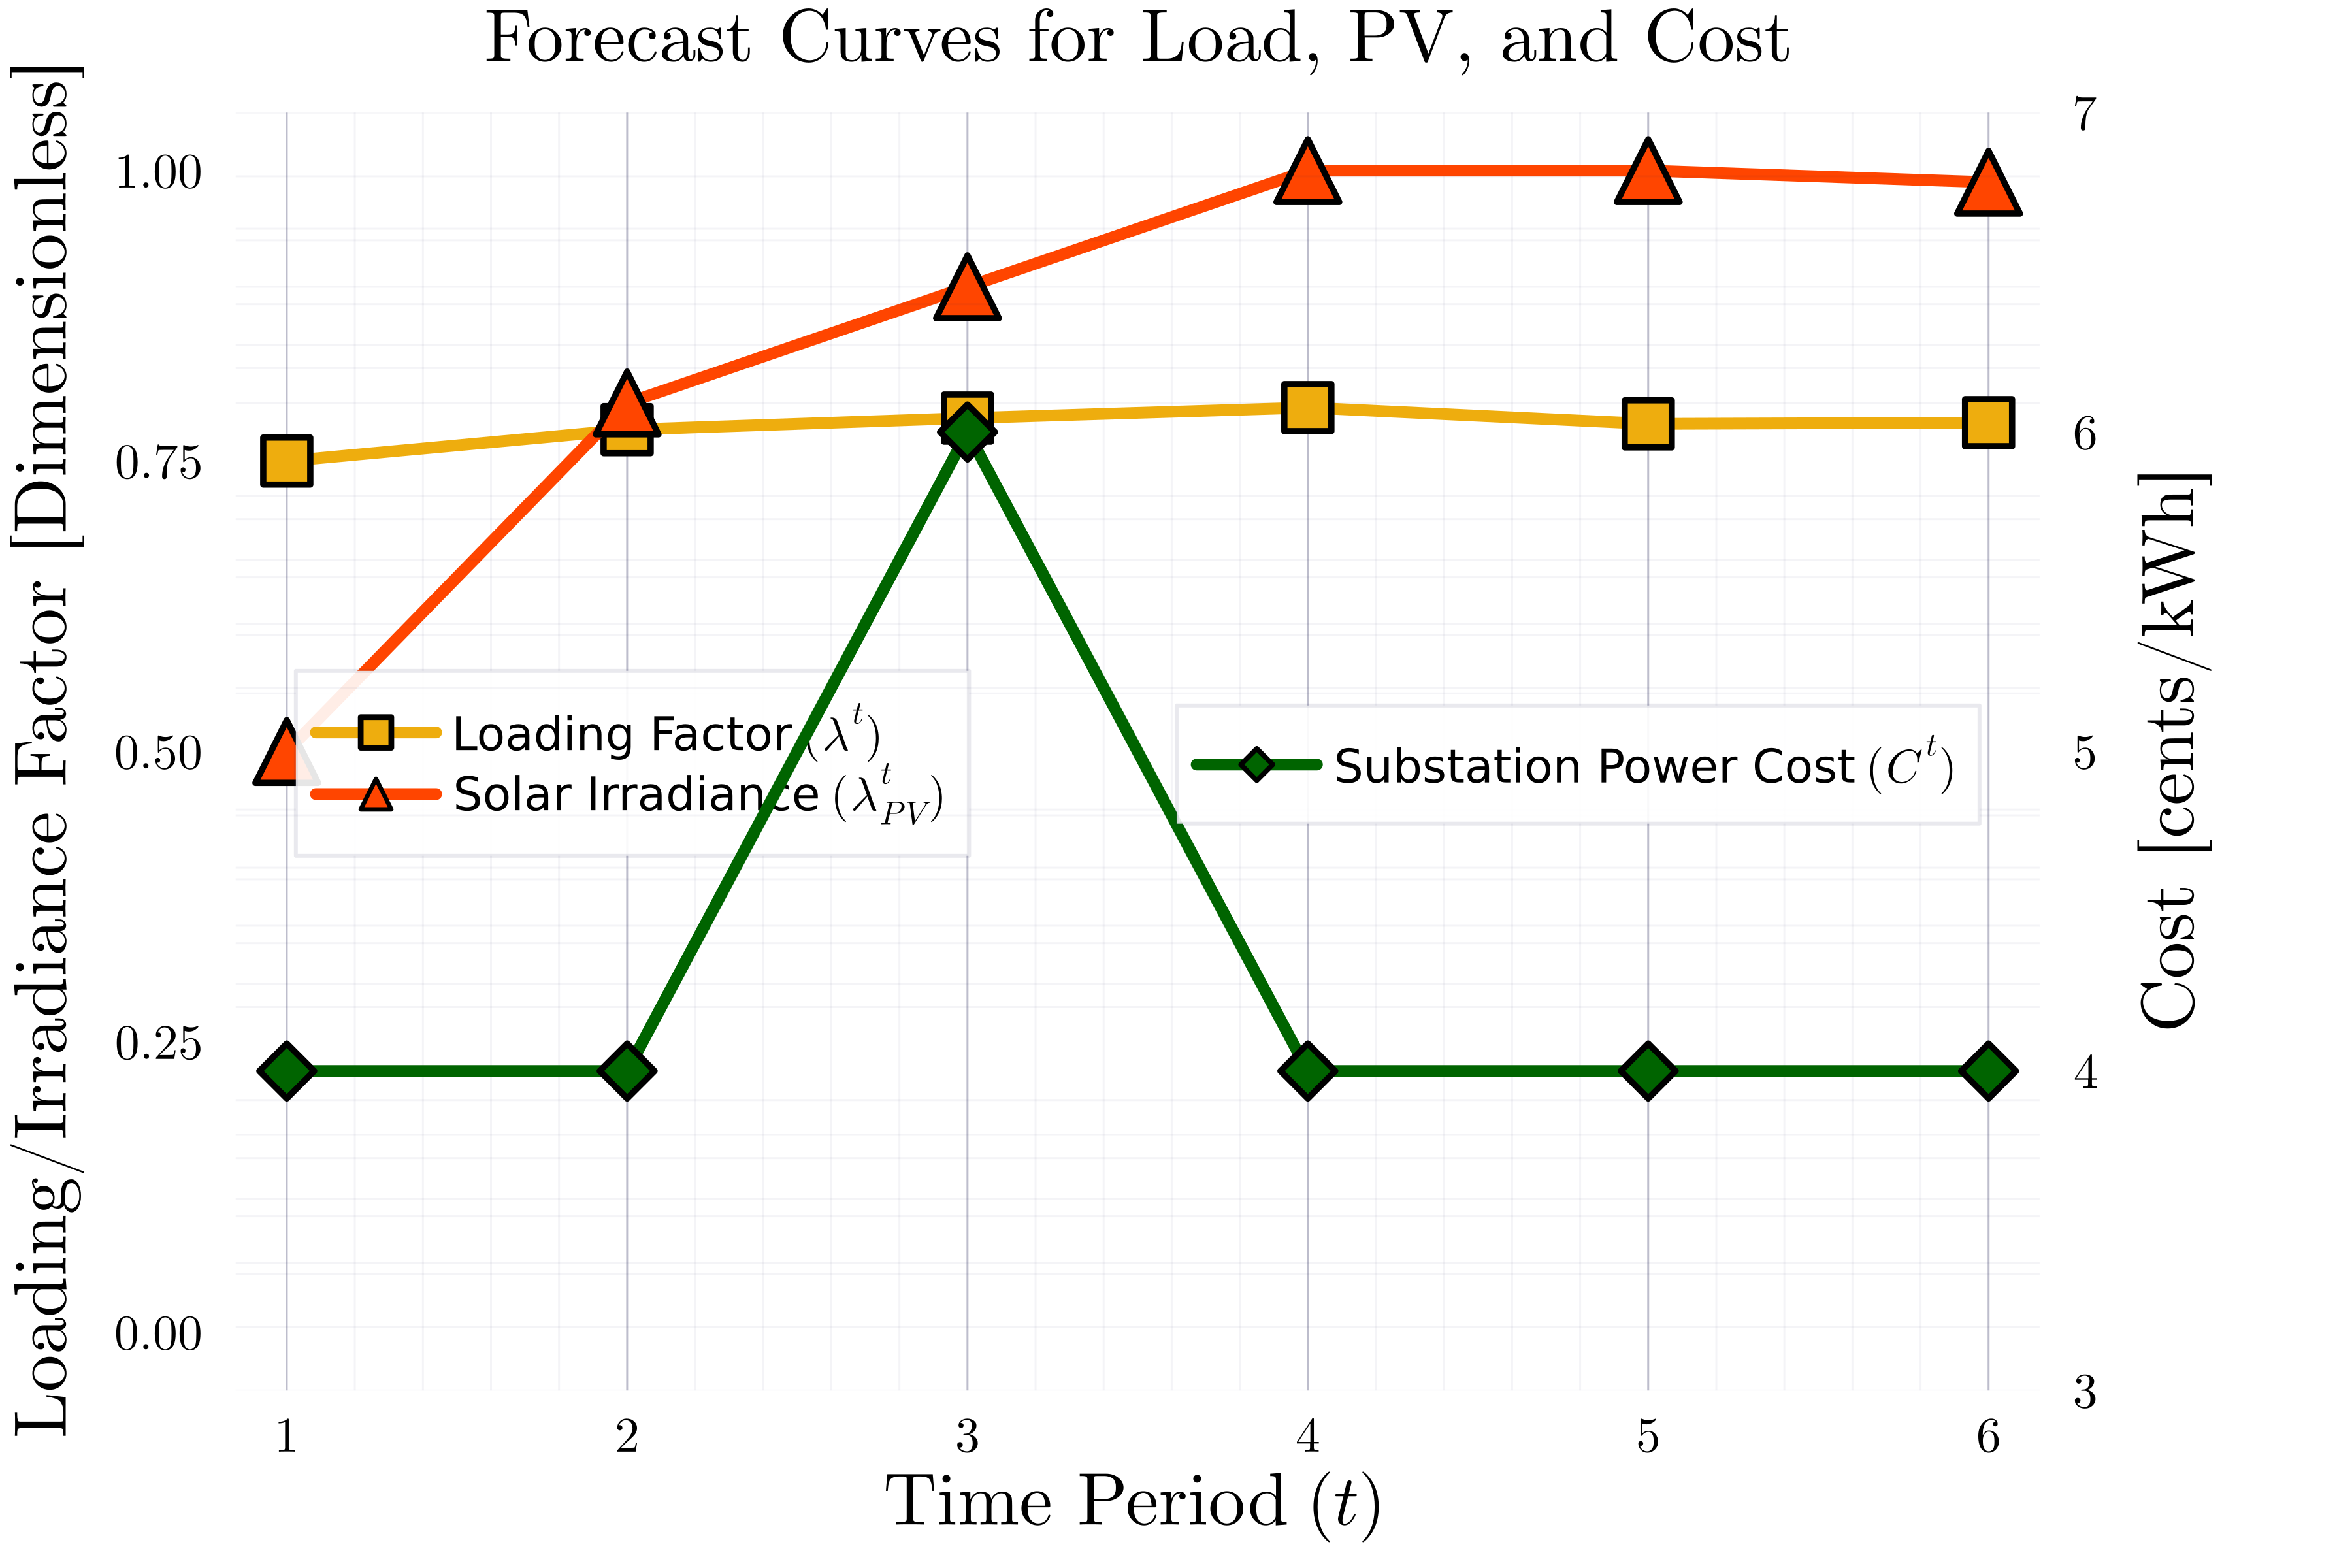 Forecast Curves for Load, PV, and Cost
Loading/Irradiance Factor [Dimensionless]
1.00
0.75
0.50
0.25
0.00
7
6
5
4
3
Cost [cents/kWh]
Loading Factor (λ^t)
Solar Irradiance (λ^t_PV)
Substation Power Cost (C^t)
1 2 3 4 5 6
Time Period (t)